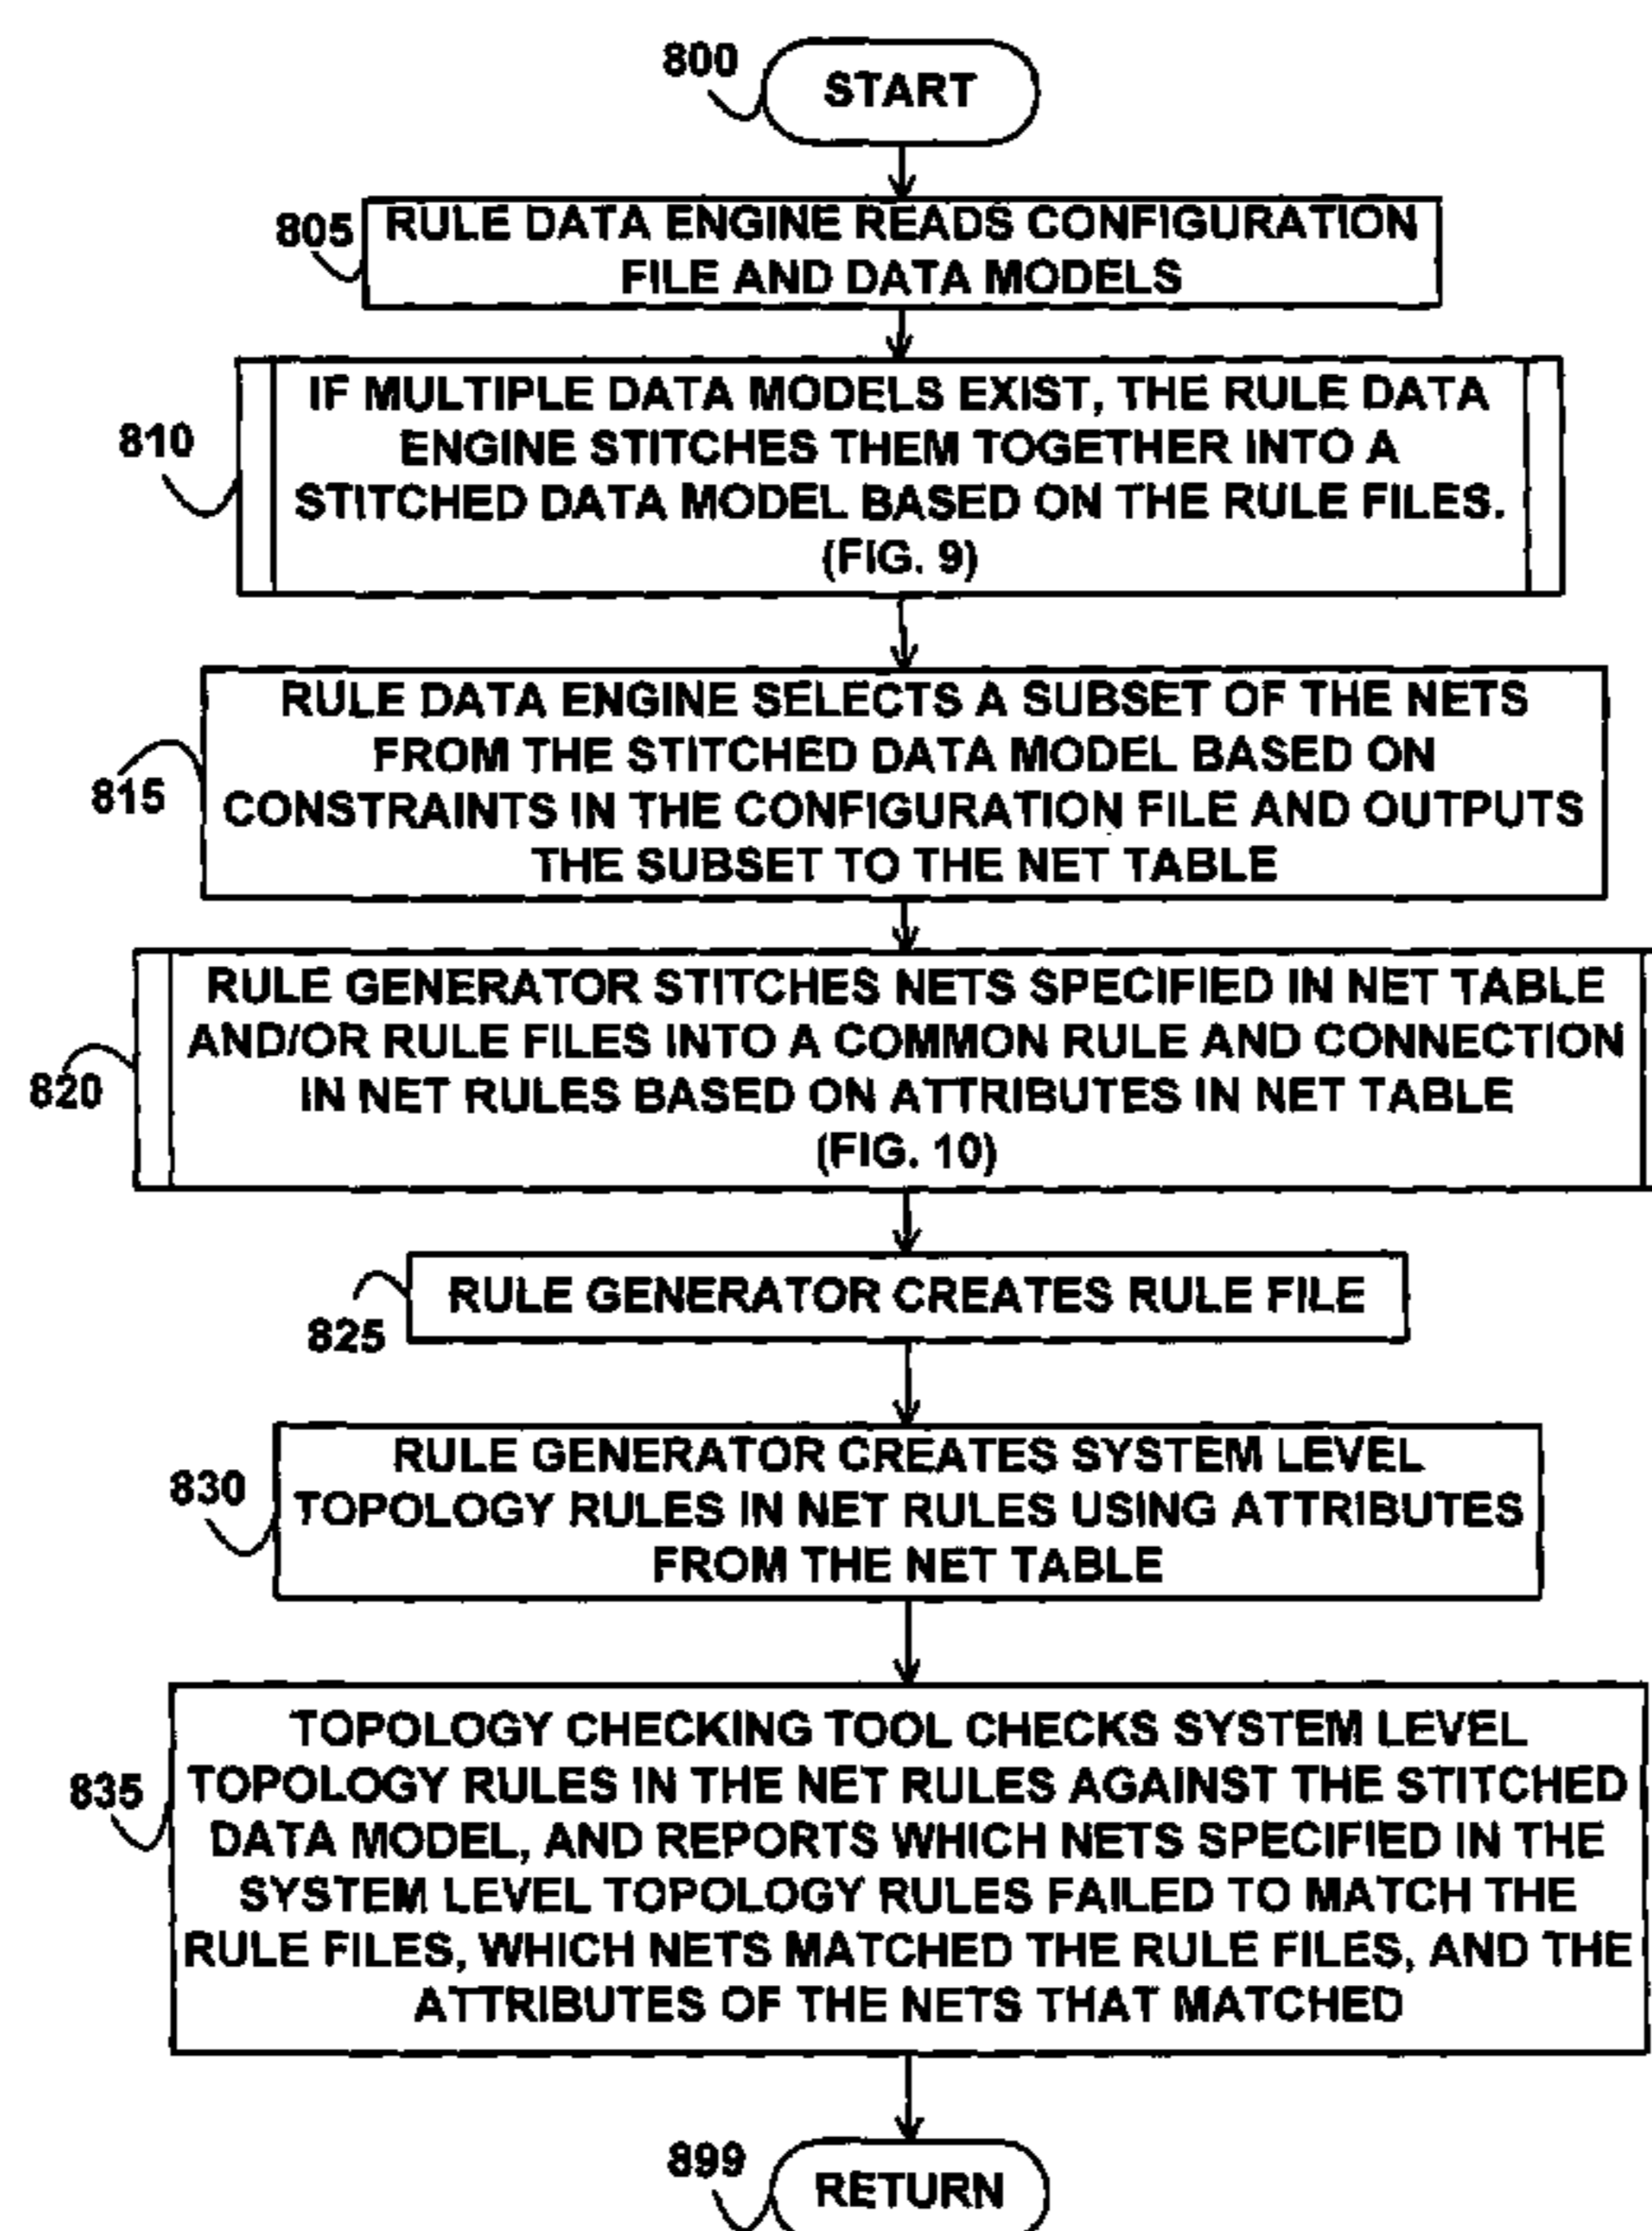 800
START
805
RULE DATA ENGINE READS CONFIGURATION
FILE AND DATA MODELS
810
IF MULTIPLE DATA MODELS EXIST, THE RULE DATA
ENGINE STITCHES THEM TOGETHER INTO A
STITCHED DATA MODEL BASED ON THE RULE FILES.
(FIG. 9)
815
RULE DATA ENGINE SELECTS A SUBSET OF THE NETS
FROM THE STITCHED DATA MODEL BASED ON
CONSTRAINTS IN THE CONFIGURATION FILE AND OUTPUTS
THE SUBSET TO THE NET TABLE
820
RULE GENERATOR STITCHES NETS SPECIFIED IN NET TABLE
AND/OR RULE FILES INTO A COMMON RULE AND CONNECTION
IN NET RULES BASED ON ATTRIBUTES IN NET TABLE
(FIG. 10)
825
RULE GENERATOR CREATES RULE FILE
830
RULE GENERATOR CREATES SYSTEM LEVEL
TOPOLOGY RULES IN NET RULES USING ATTRIBUTES
FROM THE NET TABLE
835
TOPOLOGY CHECKING TOOL CHECKS SYSTEM LEVEL
TOPOLOGY RULES IN THE NET RULES AGAINST THE STITCHED
DATA MODEL, AND REPORTS WHICH NETS SPECIFIED IN THE
SYSTEM LEVEL TOPOLOGY RULES FAILED TO MATCH THE
RULE FILES, WHICH NETS MATCHED THE RULE FILES, AND THE
ATTRIBUTES OF THE NETS THAT MATCHED
899
RETURN